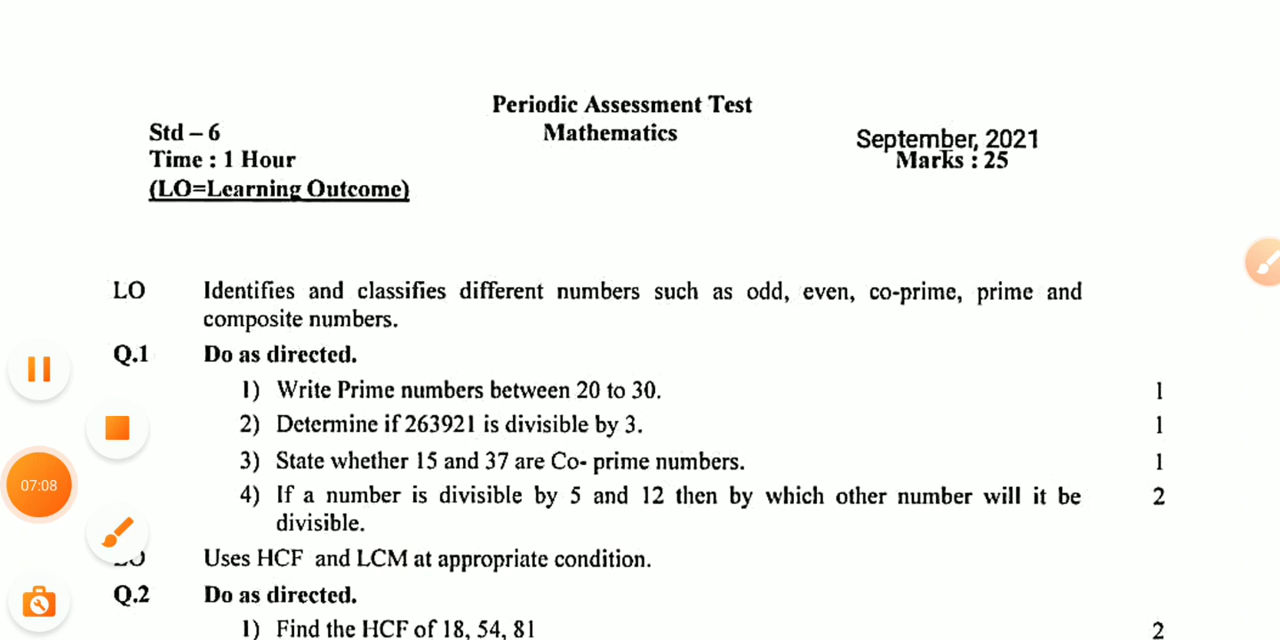 Periodic Assessment Test
Std – 6
Mathematics
September, 2021
Time : 1 Hour
Marks : 25
(LO=Learning Outcome)
LO Identifies and classifies different numbers such as odd, even, co-prime, prime and
composite numbers.
Q.1 Do as directed.
1) Write Prime numbers between 20 to 30. 1
2) Determine if 263921 is divisible by 3. 1
3) State whether 15 and 37 are Co- prime numbers. 1
4) If a number is divisible by 5 and 12 then by which other number will it be 2
divisible.
07:08
LO Uses HCF and LCM at appropriate condition.
Q.2 Do as directed.
1) Find the HCF of 18, 54, 81 2